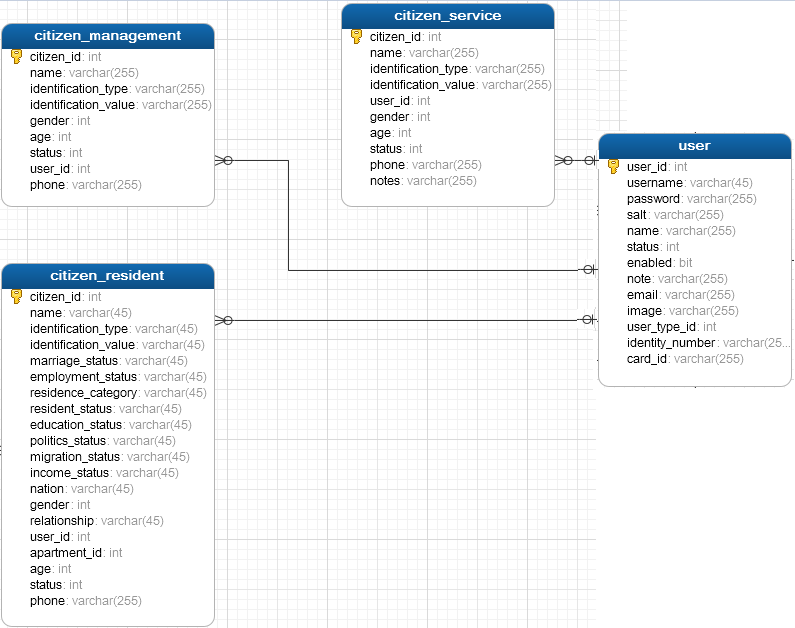 citizen_management
citizen_id: int
name: varchar(255)
identification_type: varchar(255)
identification_value: varchar(255)
gender: int
age: int
status: int
user_id: int
phone: varchar(255)
citizen_service
citizen_id: int
name: varchar(255)
identification_type: varchar(255)
identification_value: varchar(255)
user_id: int
gender: int
age: int
status: int
phone: varchar(255)
notes: varchar(255)
user
user_id: int
username: varchar(45)
password: varchar(255)
salt: varchar(255)
name: varchar(255)
status: int
enabled: bit
note: varchar(255)
email: varchar(255)
image: varchar(255)
user_type_id: int
identity_number: varchar(25...
card_id: varchar(255)
citizen_resident
citizen_id: int
name: varchar(45)
identification_type: varchar(45)
identification_value: varchar(45)
marriage_status: varchar(45)
employment_status: varchar(45)
residence_category: varchar(45)
resident_status: varchar(45)
education_status: varchar(45)
politics_status: varchar(45)
migration_status: varchar(45)
income_status: varchar(45)
nation: varchar(45)
gender: int
relationship: varchar(45)
user_id: int
apartment_id: int
age: int
status: int
phone: varchar(255)